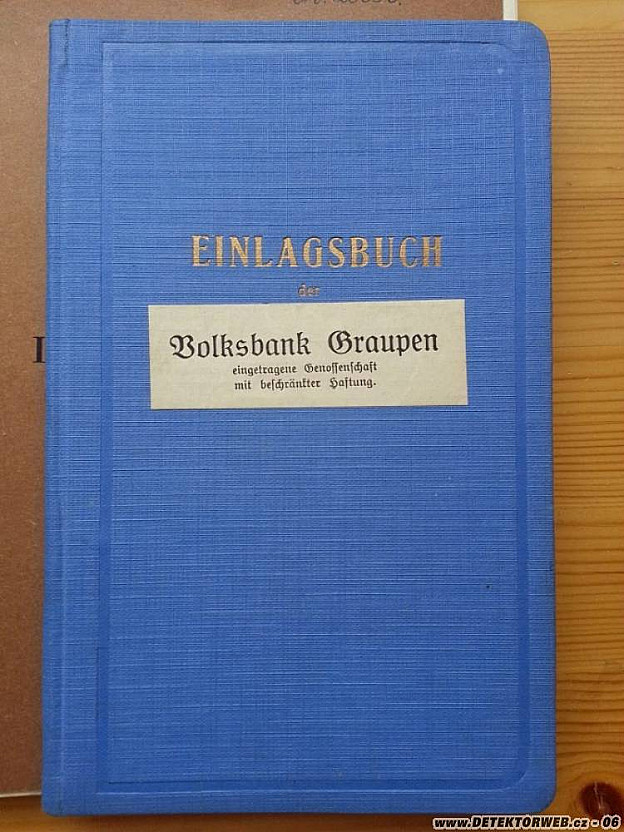 EINLAGSBUCH
der
Volksbank Graupen
eingetragene Genossenschaft
mit beschränkter Haftung.
I
www.DETEKTORWEB.cz - 06